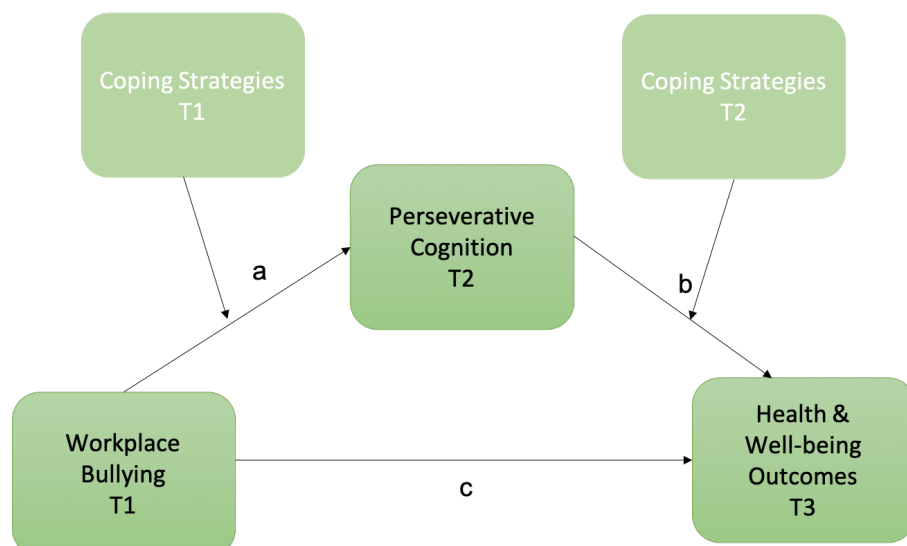 Coping Strategies
T1
Coping Strategies
T2
Perseverative
Cognition
T2
a
b
Workplace
Bullying
T1
c
Health &
Well-being
Outcomes
T3